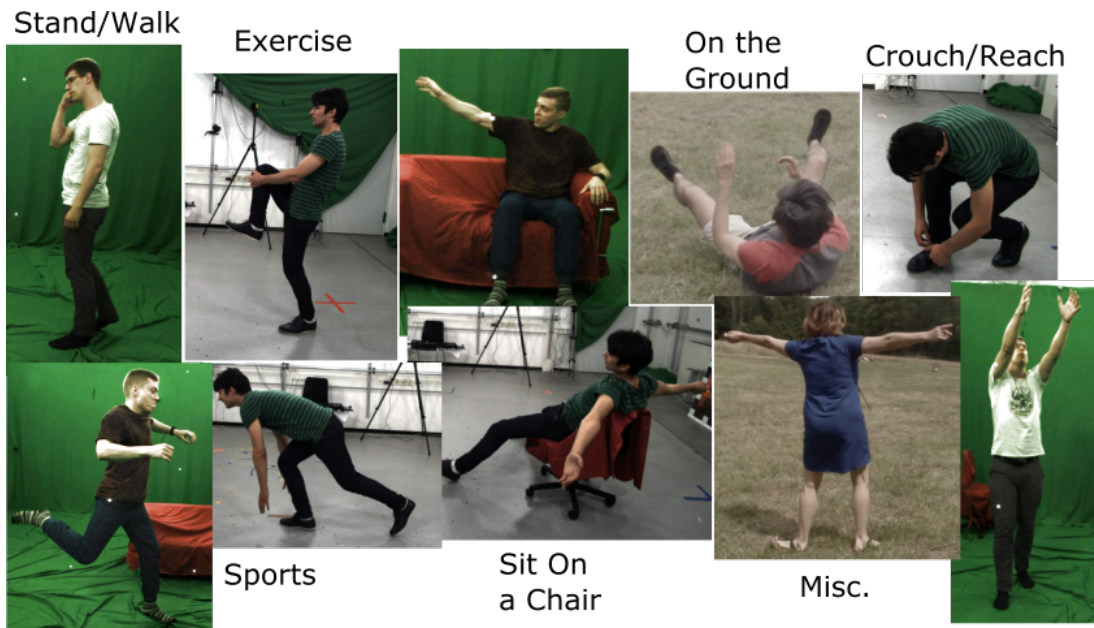 Stand/Walk
Exercise
On the
Ground
Crouch/Reach
Sports
Sit On
a Chair
Misc.